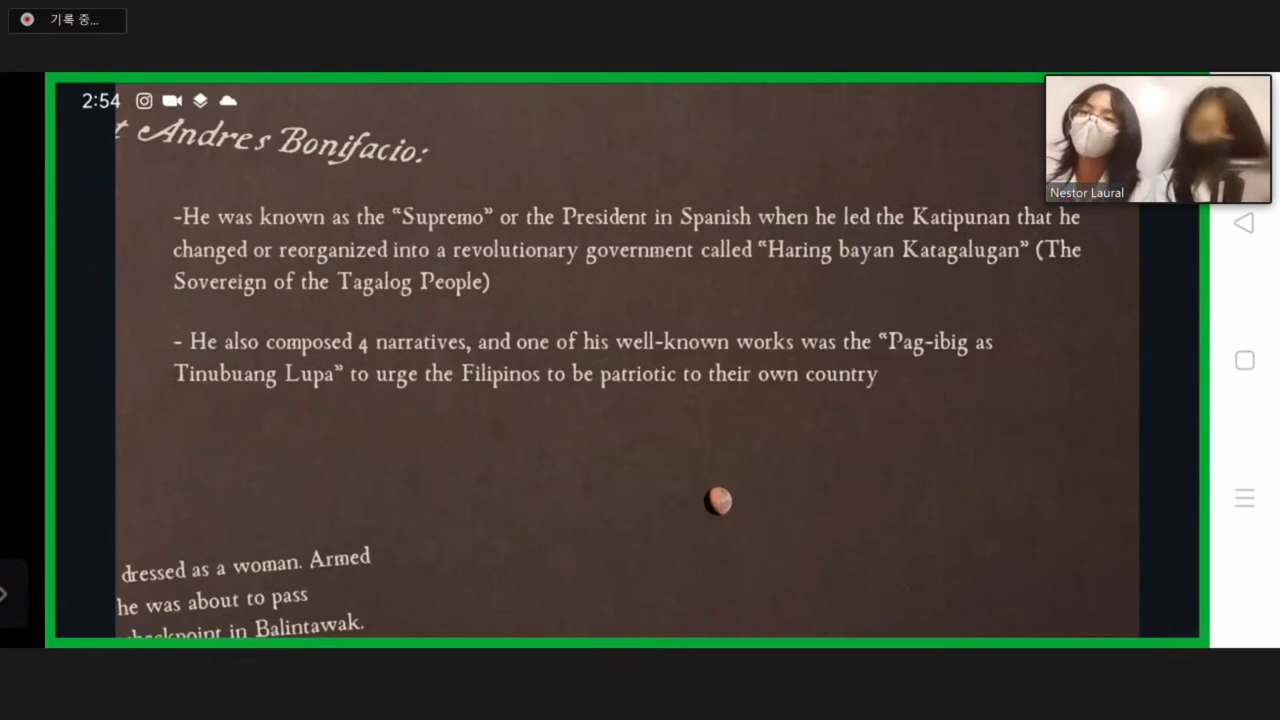 기록 중...
2:54
t Andres Bonifacio:
Nestor Laural
-He was known as the “Supremo” or the President in Spanish when he led the Katipunan that he
changed or reorganized into a revolutionary government called “Haring bayan Katagalugan” (The
Sovereign of the Tagalog People)
- He also composed 4 narratives, and one of his well-known works was the “Pag-ibig as
Tinubuang Lupa” to urge the Filipinos to be patriotic to their own country
dressed as a woman. Armed
he was about to pass
checkpoint in Balintawak.